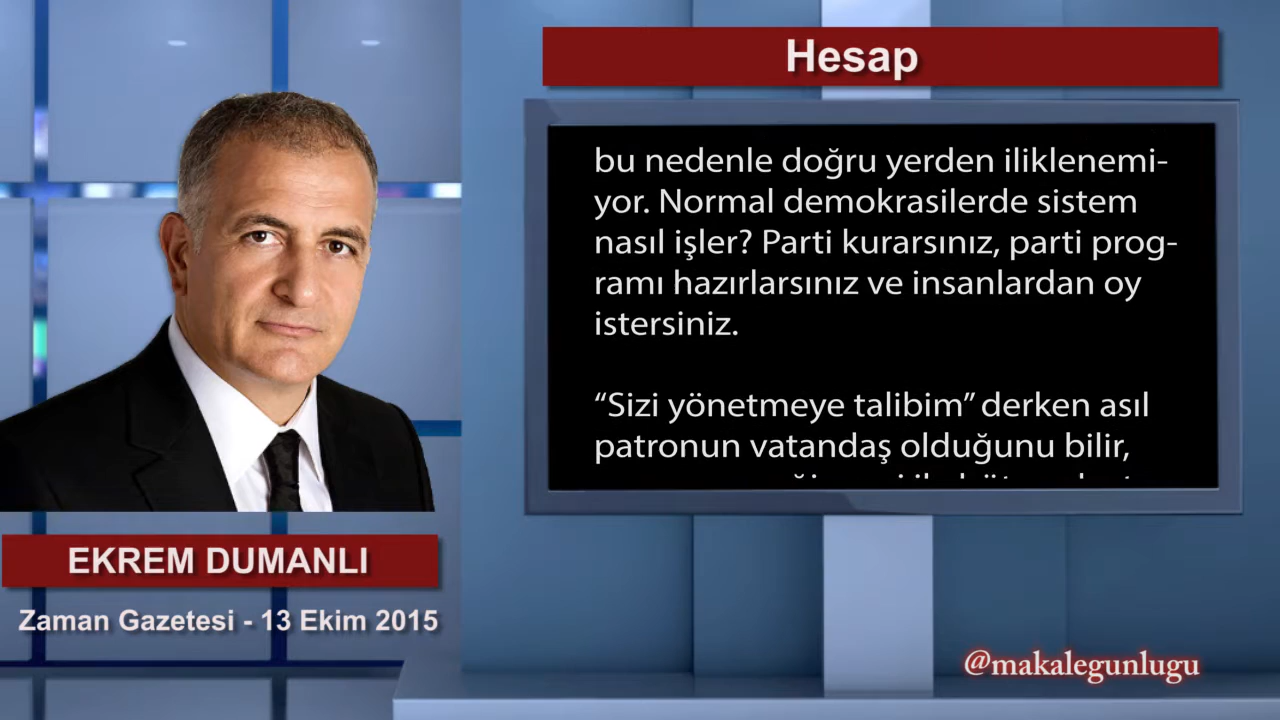 Hesap
bu nedenle doğru yerden iliklenemi-
yor. Normal demokrasilerde sistem
nasıl işler? Parti kurarsınız, parti prog-
ramı hazırlarsınız ve insanlardan oy
istersiniz.
“Sizi yönetmeye talibim” derken asıl
patronun vatandaş olduğunu bilir,
EKREM DUMANLI
Zaman Gazetesi - 13 Ekim 2015
@makalegunlugu